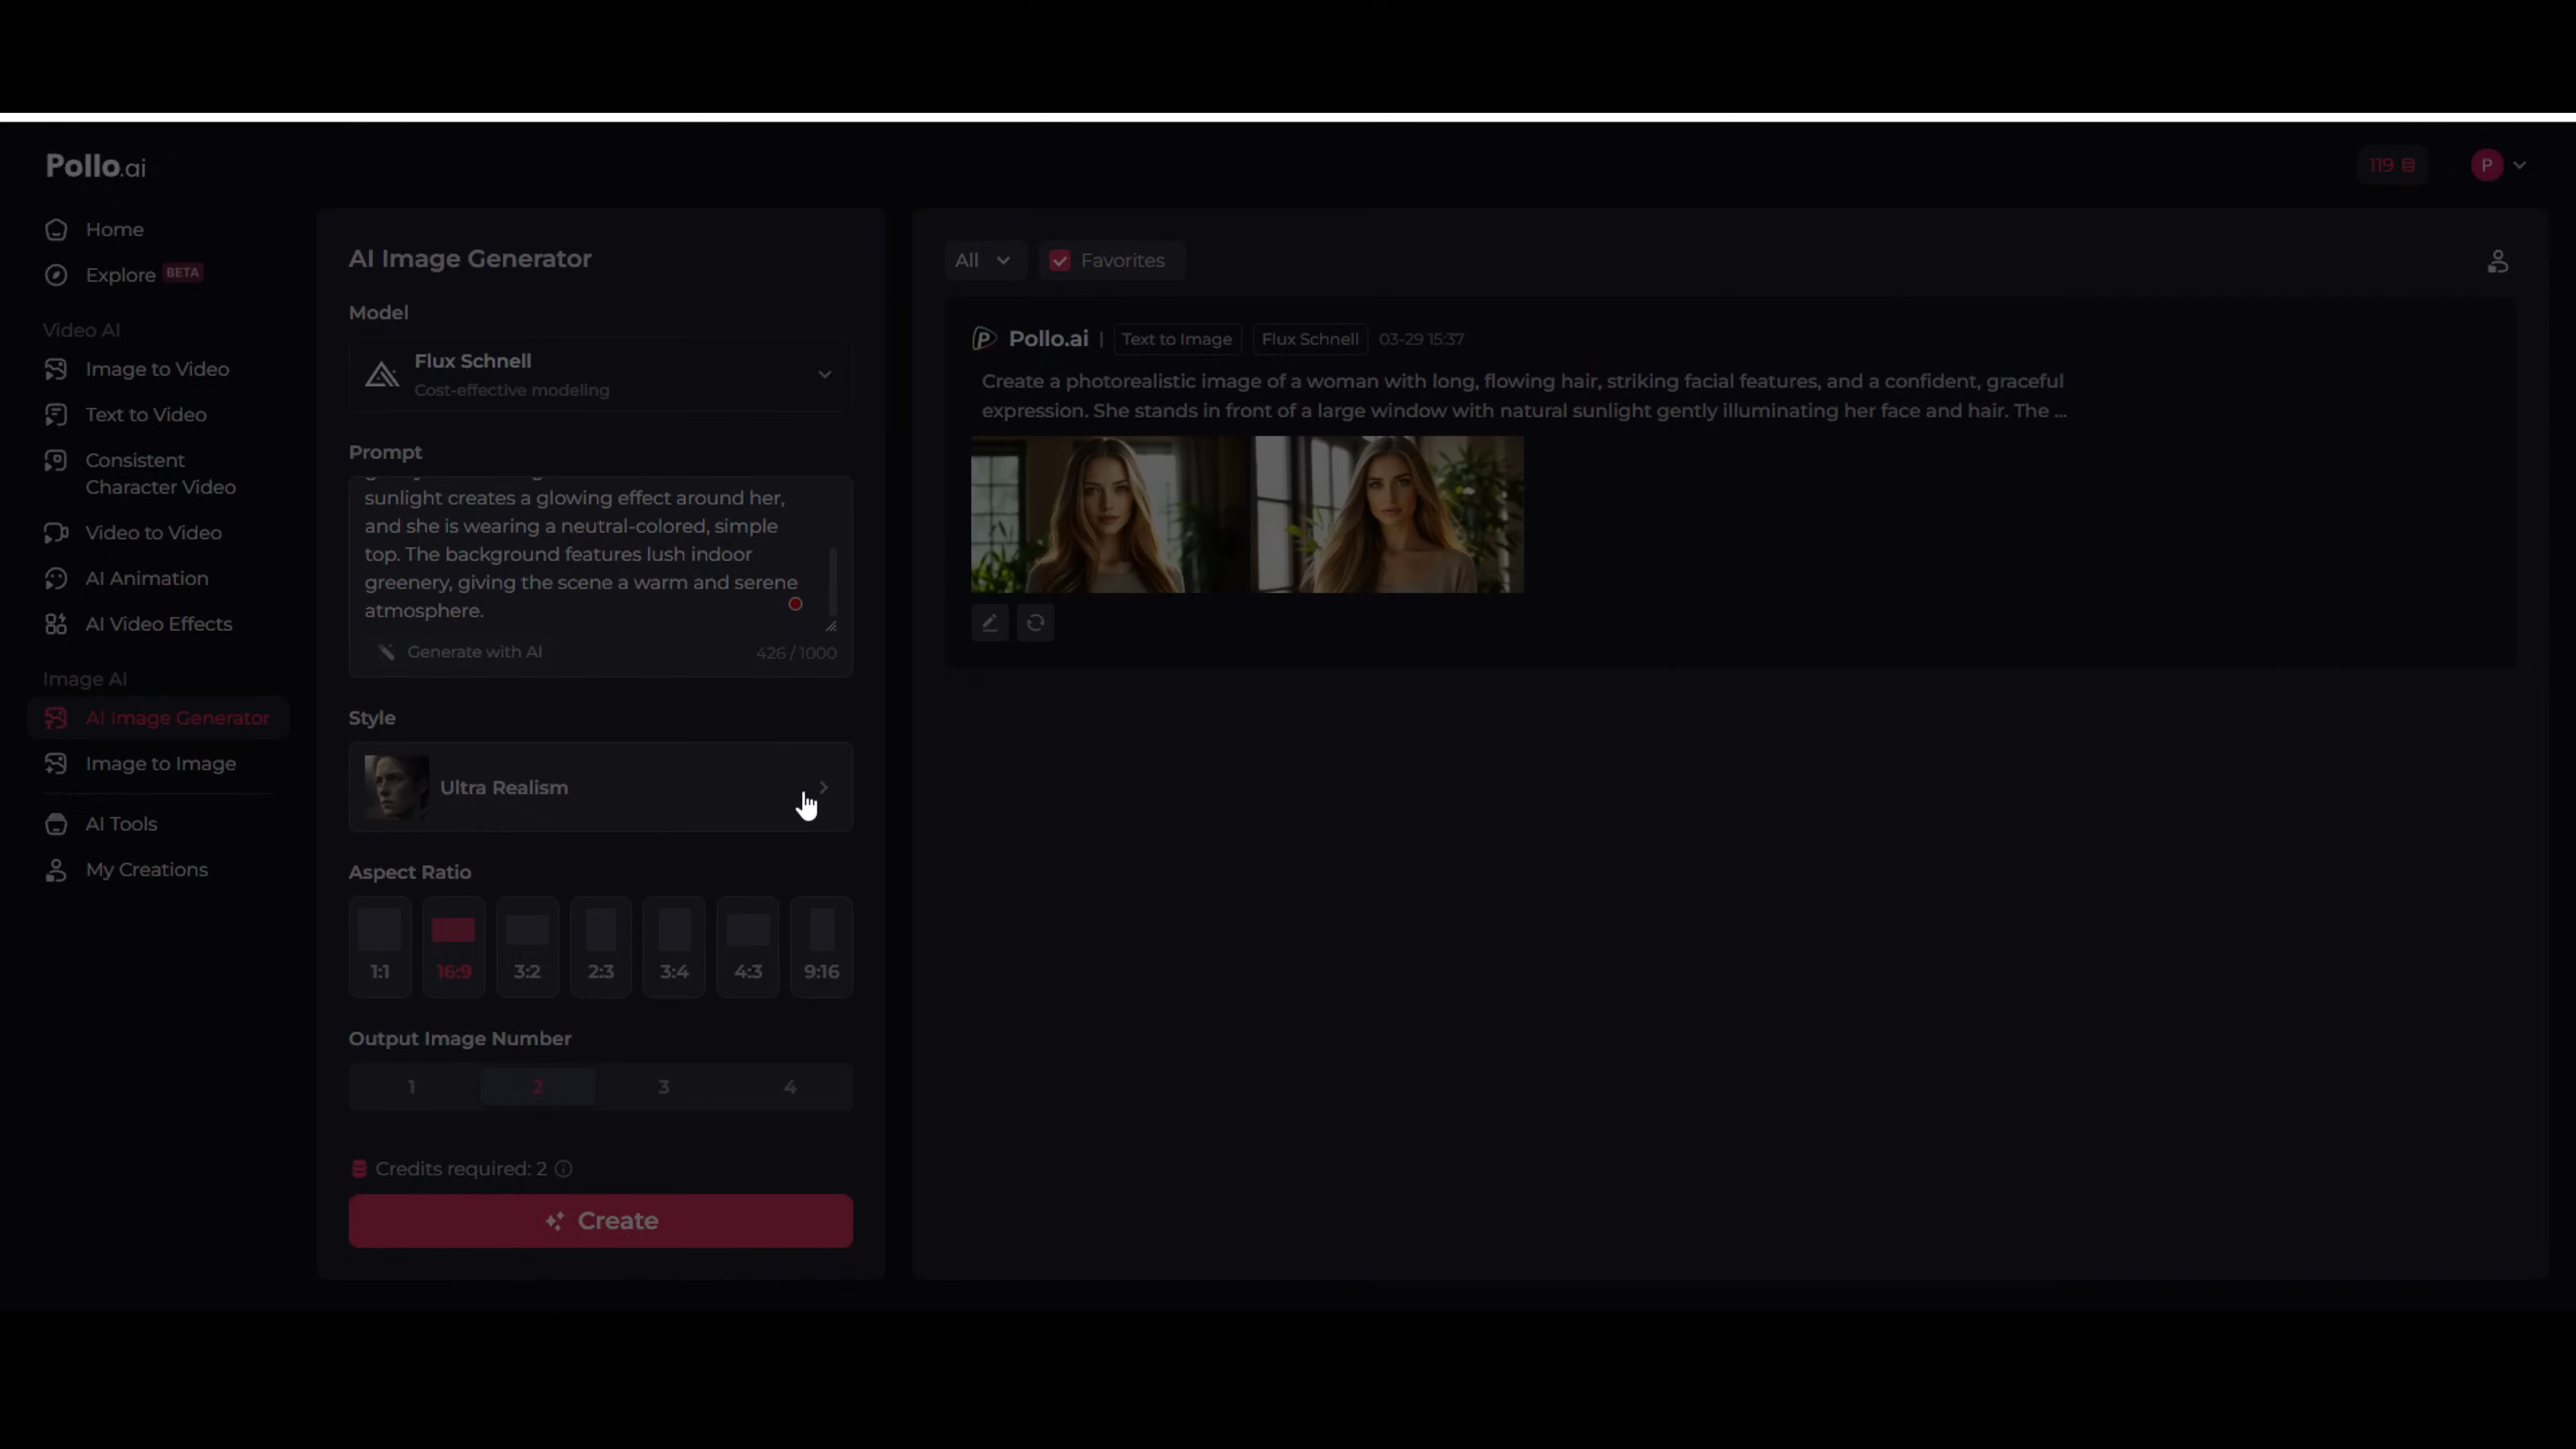 Pollo.ai
119
P
Home
Explore BETA
Video AI
Image to Video
Text to Video
Consistent
Character Video
Video to Video
AI Animation
AI Video Effects
Image AI
AI Image Generator
Image to Image
AI Tools
My Creations
AI Image Generator
Model
Flux Schnell
Cost-effective modeling
Prompt
sunlight creates a glowing effect around her,
and she is wearing a neutral-colored, simple
top. The background features lush indoor
greenery, giving the scene a warm and serene
atmosphere.
Generate with AI
426 / 1000
Style
Ultra Realism
Aspect Ratio
1:1 16:9 3:2 2:3 3:4 4:3 9:16
Output Image Number
1 2 3 4
Credits required: 2
Create
All
Favorites
Pollo.ai | Text to Image Flux Schnell 03-29 15:37
Create a photorealistic image of a woman with long, flowing hair, striking facial features, and a confident, graceful
expression. She stands in front of a large window with natural sunlight gently illuminating her face and hair. The ...